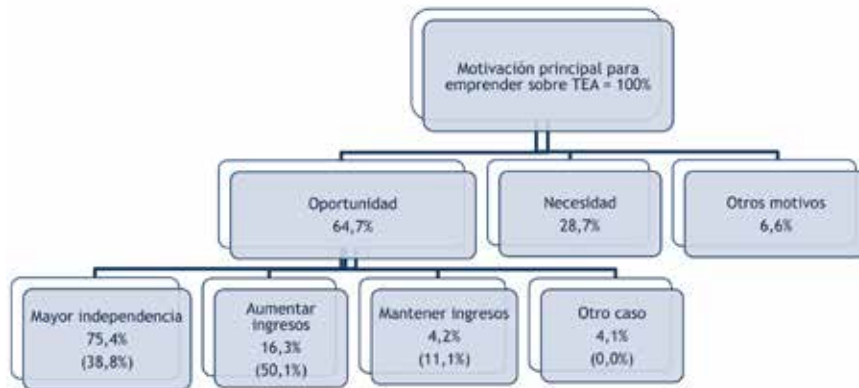 Motivación principal para
emprender sobre TEA = 100%
Oportunidad
64,7%
Necesidad
28,7%
Otros motivos
6,6%
Mayor independencia
75,4%
(38,8%)
Aumentar
ingresos
16,3%
(50,1%)
Mantener ingresos
4,2%
(11,1%)
Otro caso
4,1%
(0,0%)